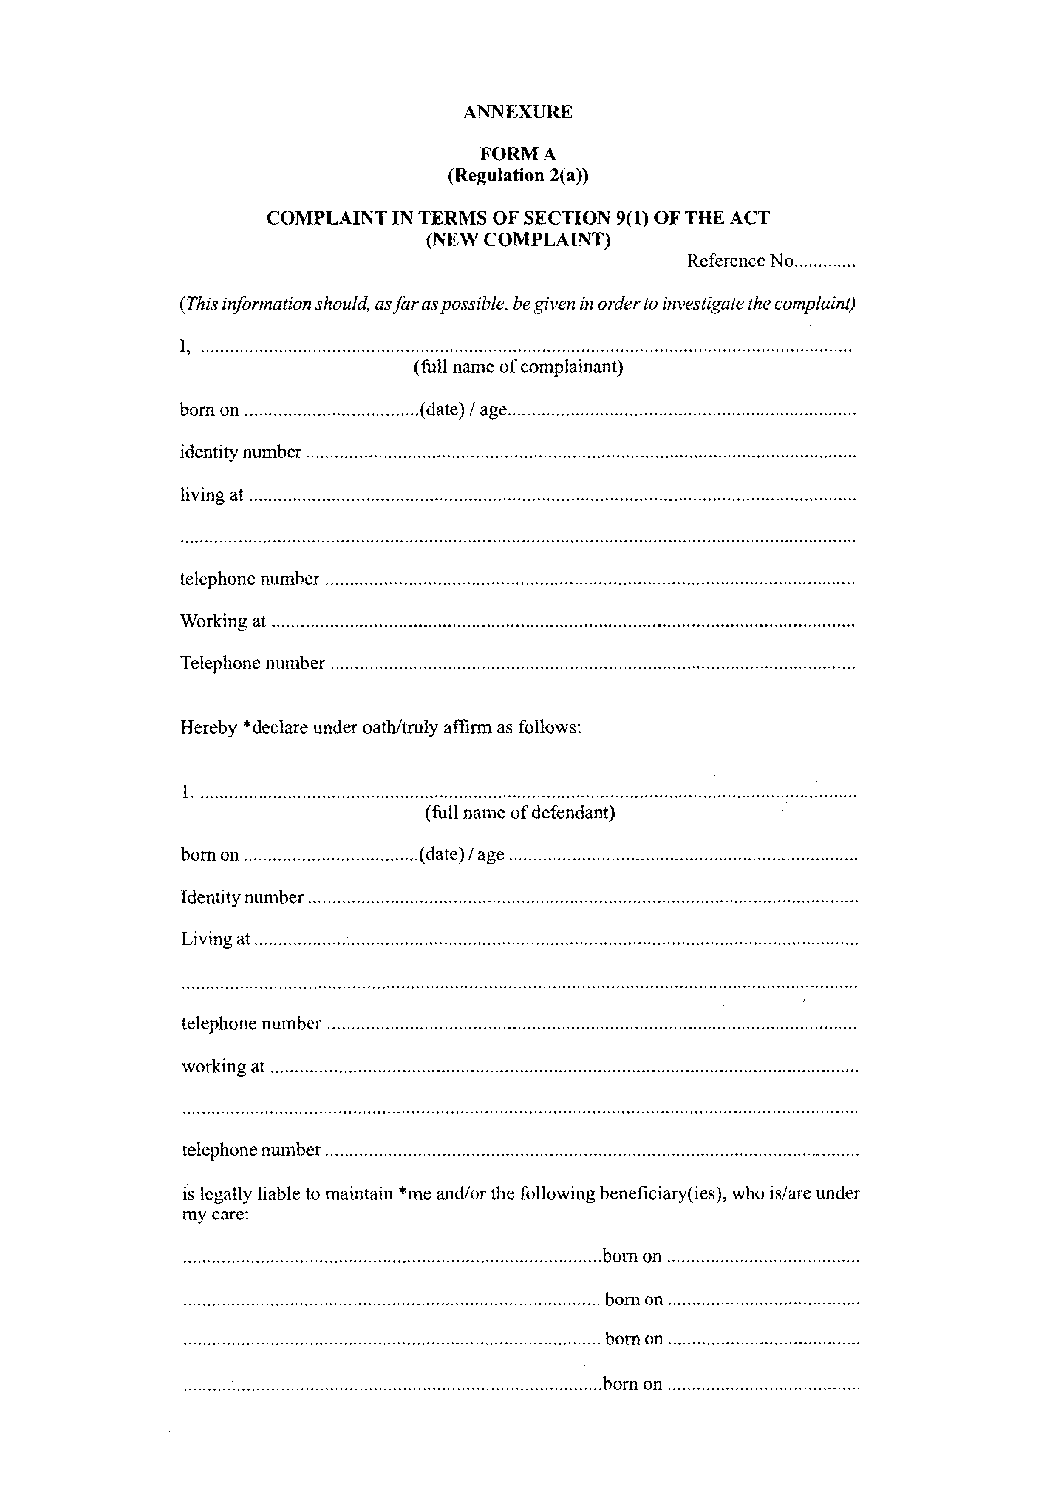 ANNEXURE
FORM A
(Regulation 2(a))
COMPLAINT IN TERMS OF SECTION 9(1) OF THE ACT
(NEW COMPLAINT)
Reference No.............
(This information should, as far as possible, be given in order to investigate the complaint)
I, ........................................................................................................................................
(full name of complainant)
born on ....................................(date) / age........................................................................
identity number ..................................................................................................................
living at ..............................................................................................................................
............................................................................................................................................
telephone number ..............................................................................................................
Working at .........................................................................................................................
Telephone number .............................................................................................................
Hereby *declare under oath/truly affirm as follows:
1. ........................................................................................................................................
(full name of defendant)
born on ....................................(date) / age ........................................................................
Identity number ..................................................................................................................
Living at .............................................................................................................................
............................................................................................................................................
telephone number ..............................................................................................................
working at ..........................................................................................................................
............................................................................................................................................
telephone number ...............................................................................................................
is legally liable to maintain *me and/or the following beneficiary(ies), who is/are under
my care:
.......................................................................................born on ........................................
....................................................................................... born on ........................................
....................................................................................... born on ........................................
.......................................................................................born on ........................................